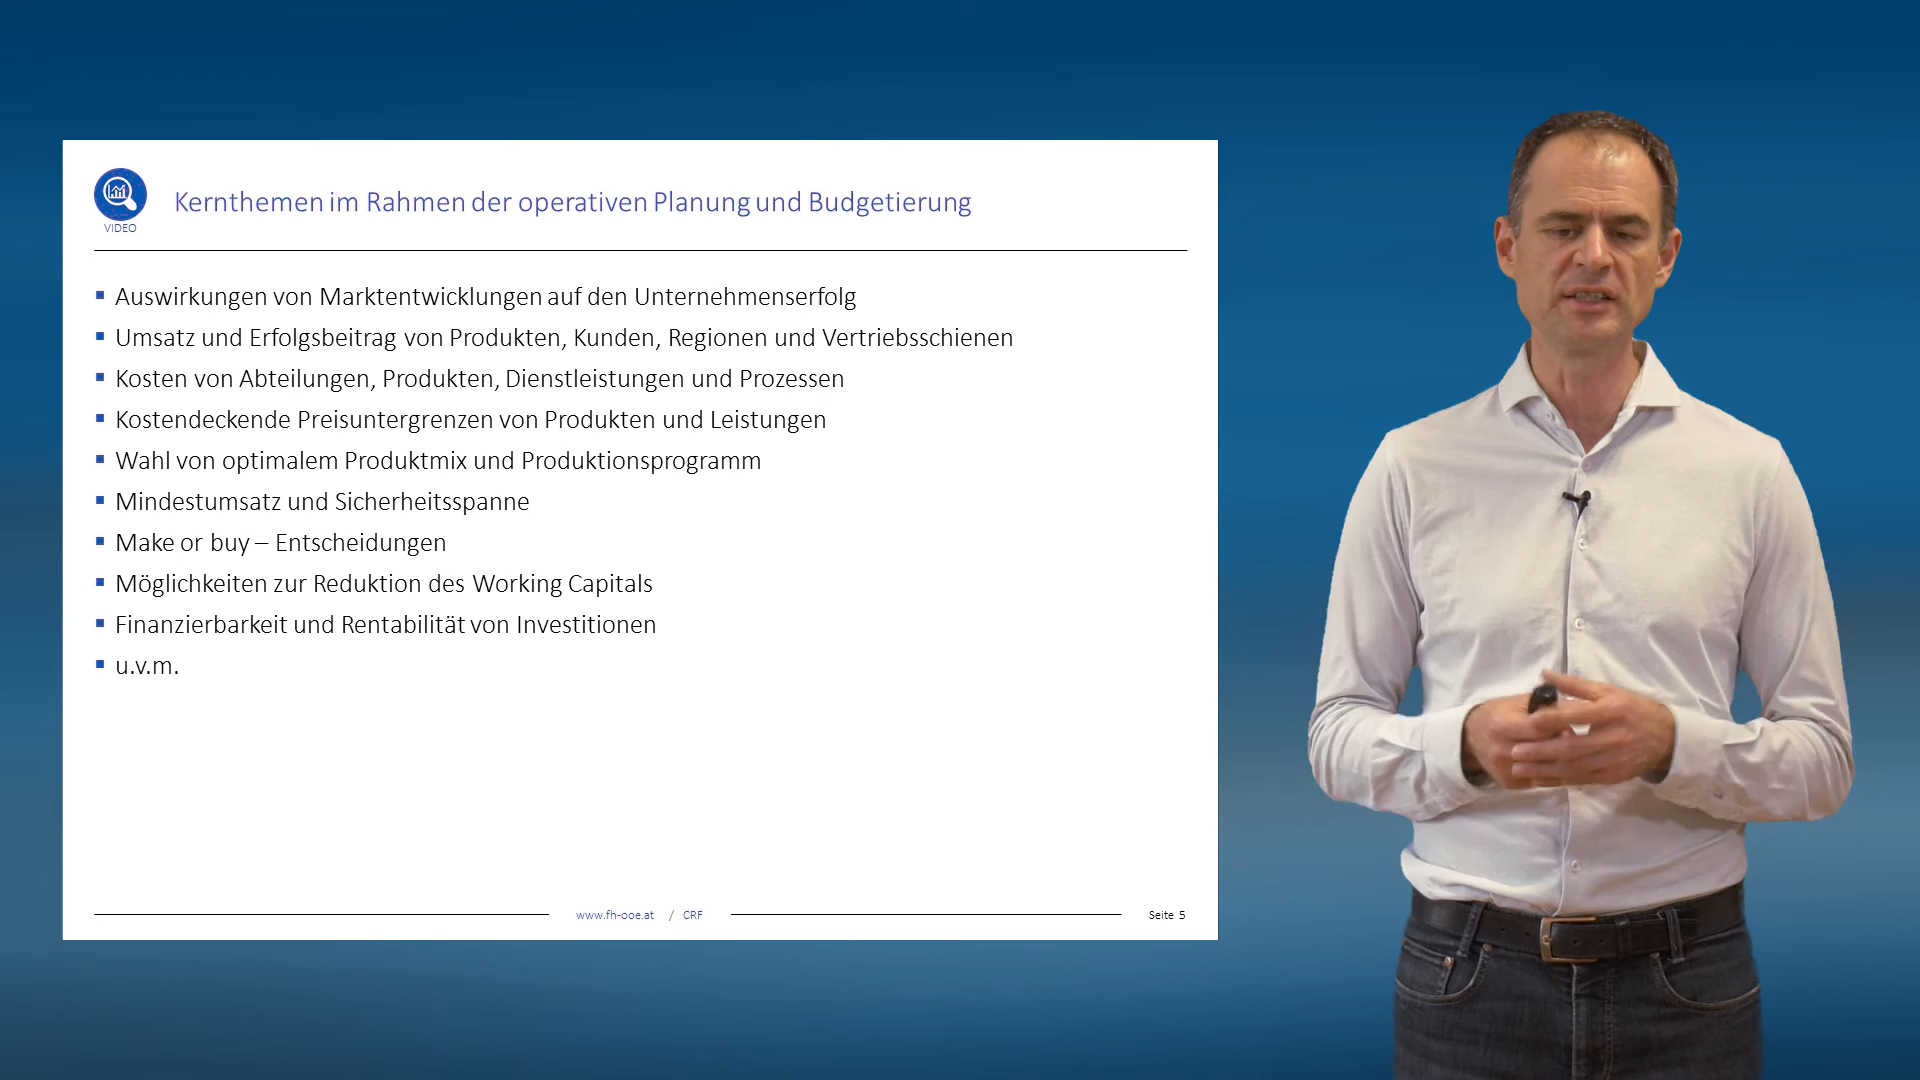 VIDEO
Kernthemen im Rahmen der operativen Planung und Budgetierung
Auswirkungen von Marktentwicklungen auf den Unternehmenserfolg
Umsatz und Erfolgsbeitrag von Produkten, Kunden, Regionen und Vertriebsschienen
Kosten von Abteilungen, Produkten, Dienstleistungen und Prozessen
Kostendeckende Preisuntergrenzen von Produkten und Leistungen
Wahl von optimalem Produktmix und Produktionsprogramm
Mindestumsatz und Sicherheitsspanne
Make or buy – Entscheidungen
Möglichkeiten zur Reduktion des Working Capitals
Finanzierbarkeit und Rentabilität von Investitionen
u.v.m.
www.fh-ooe.at / CRF
Seite 5